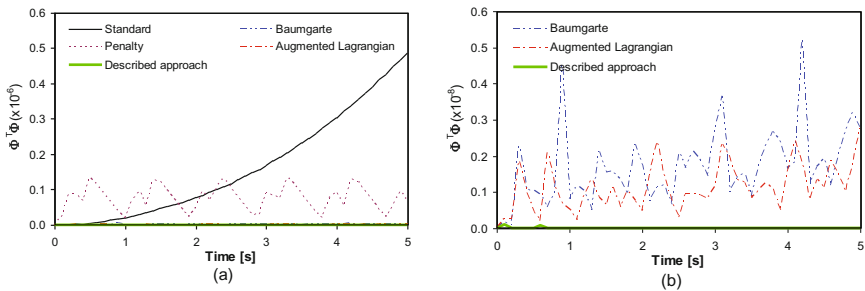 0.6
0.5
0.4
0.3
0.2
0.1
0.0
Φ ᵀΦ (x10⁻⁶)
Standard
Baumgarte
Penalty
Augmented Lagrangian
Described approach
0 1 2 3 4 5
Time [s]
(a)
0.6
0.5
0.4
0.3
0.2
0.1
0.0
Φ ᵀΦ (x10⁻⁸)
Baumgarte
Augmented Lagrangian
Described approach
0 1 2 3 4 5
Time [s]
(b)